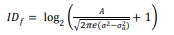 ID_f = log_2 ( A / √(2πe(σ² − σ_a²)) + 1 )